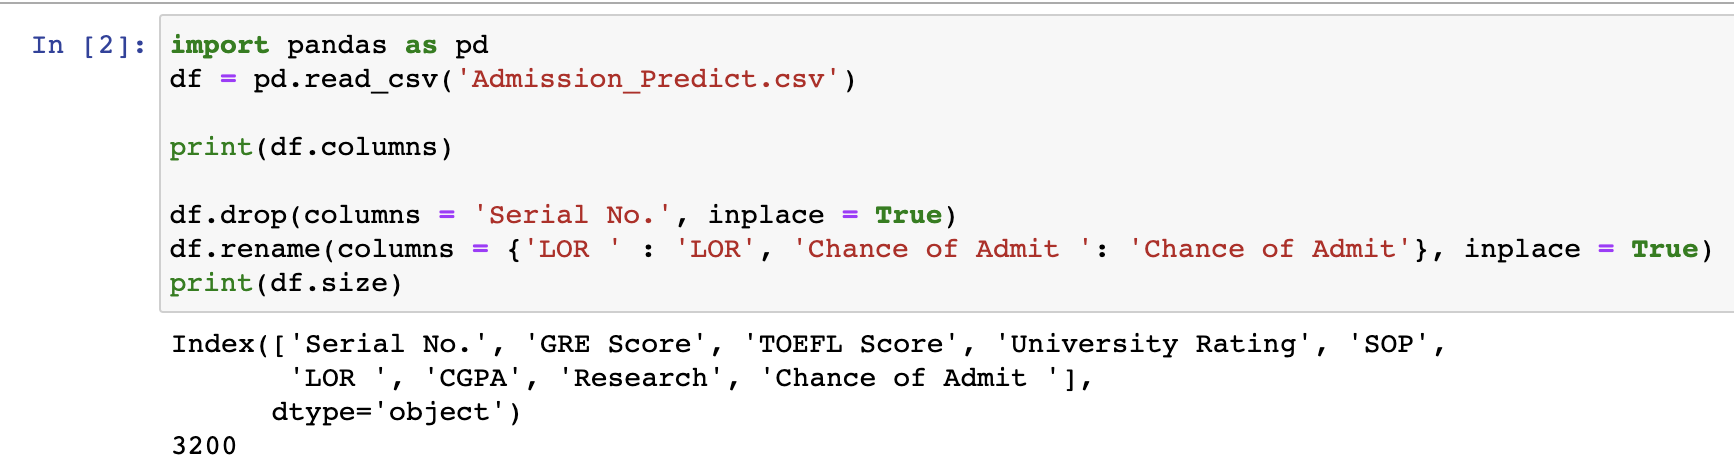 In [2]: import pandas as pd
df = pd.read_csv('Admission_Predict.csv')
print(df.columns)
df.drop(columns = 'Serial No.', inplace = True)
df.rename(columns = {'LOR ' : 'LOR', 'Chance of Admit ': 'Chance of Admit'}, inplace = True)
print(df.size)
Index(['Serial No.', 'GRE Score', 'TOEFL Score', 'University Rating', 'SOP',
'LOR ', 'CGPA', 'Research', 'Chance of Admit '],
dtype='object')
3200